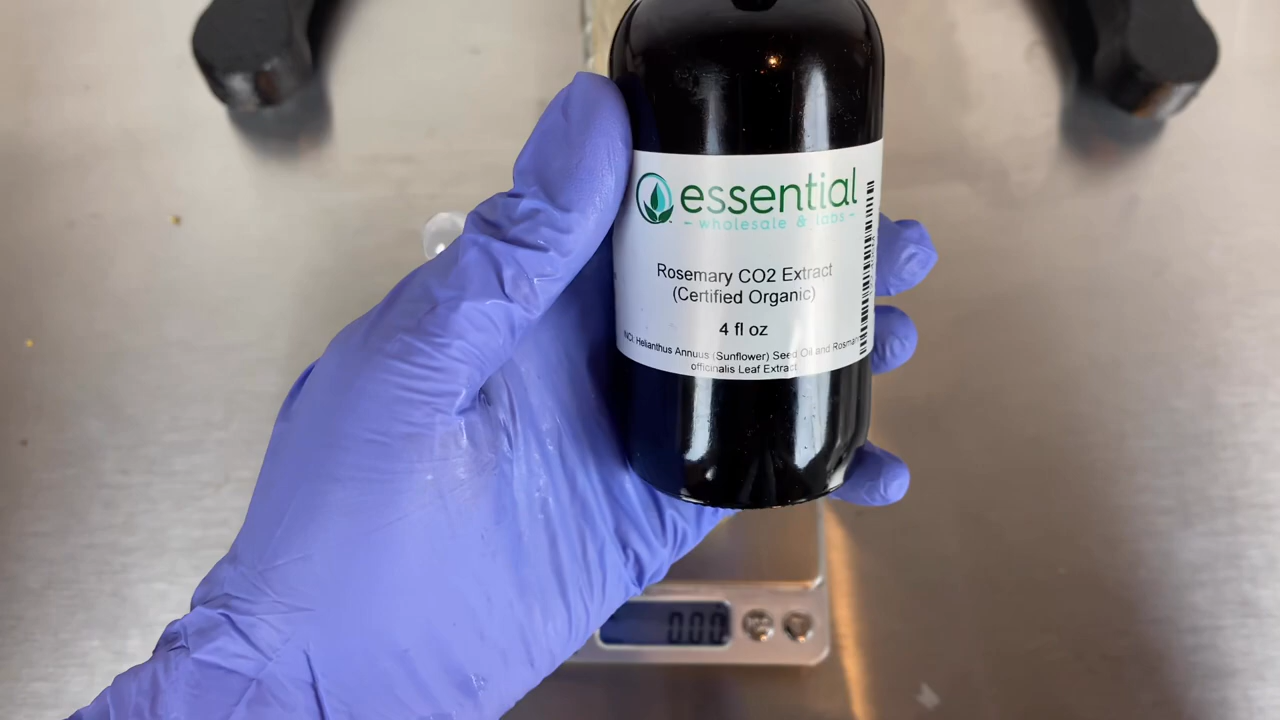 essential
- wholesale & labs -
Rosemary CO2 Extract
(Certified Organic)
4 fl oz
INCI: Helianthus Annuus (Sunflower) Seed Oil and
officinalis Leaf Extract
0.00